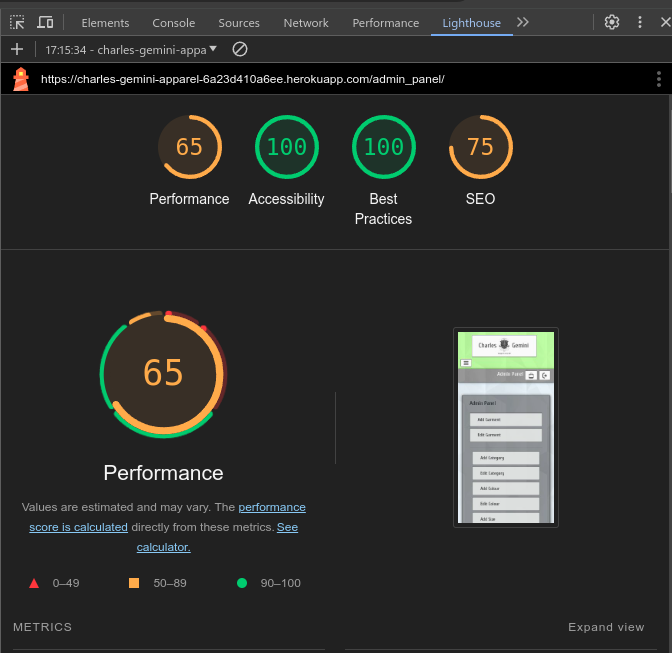 Elements Console Sources Network Performance Lighthouse
17:15:34 - charles-gemini-appa
https://charles-gemini-apparel-6a23d410a6ee.herokuapp.com/admin_panel/
65 100 100 75
Performance Accessibility Best Practices SEO
65
Performance
Values are estimated and may vary. The performance
score is calculated directly from these metrics. See
calculator.
0–49 50–89 90–100
METRICS Expand view
Charles Gemini
Admin Panel
Admin Panel
Add Garment
Edit Garment
Add Category
Edit Category
Add Colour
Edit Colour
Add Size